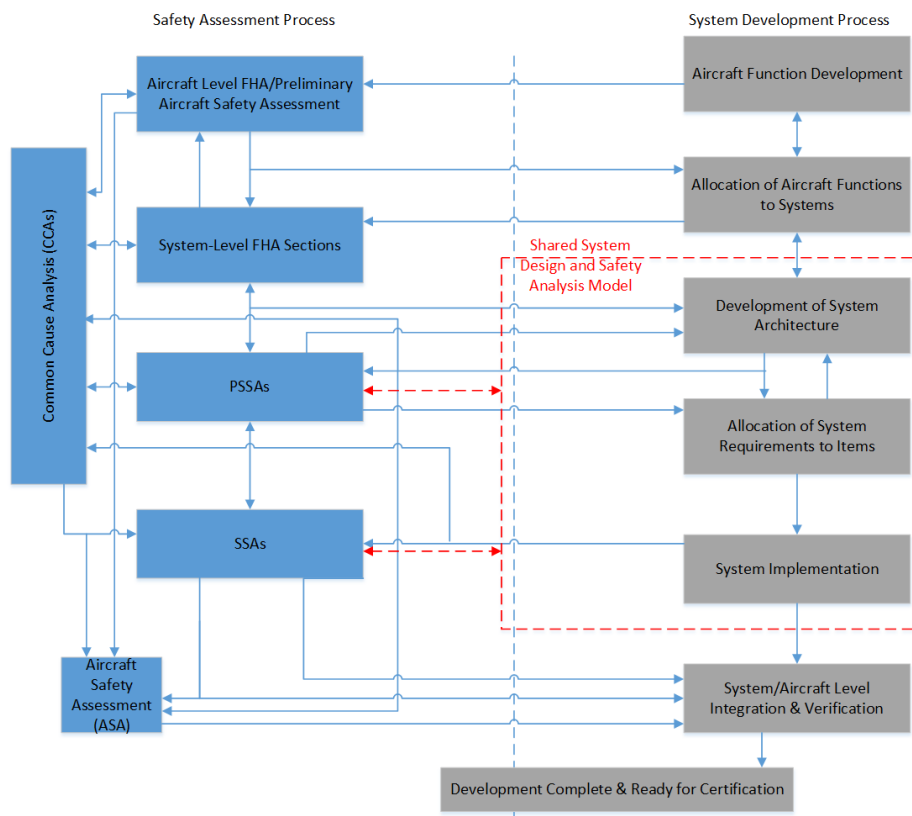 Safety Assessment Process
System Development Process
Aircraft Level FHA/Preliminary
Aircraft Safety Assessment
Aircraft Function Development
Common Cause Analysis (CCAs)
Allocation of Aircraft Functions
to Systems
System-Level FHA Sections
Shared System
Design and Safety
Analysis Model
Development of System
Architecture
PSSAs
Allocation of System
Requirements to Items
SSAs
System Implementation
Aircraft
Safety
Assessment
(ASA)
System/Aircraft Level
Integration & Verification
Development Complete & Ready for Certification